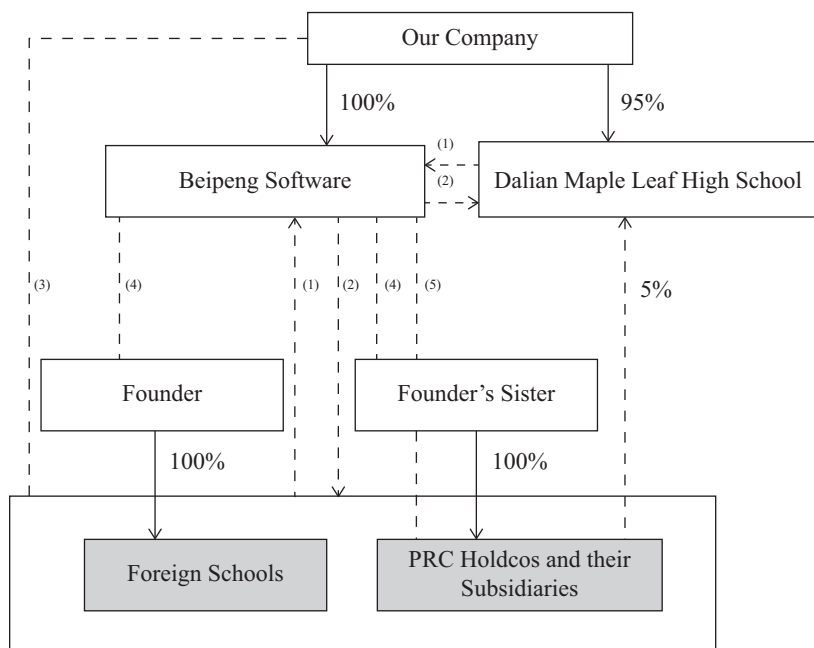 Our Company
100%
95%
(1)
Beipeng Software
Dalian Maple Leaf High School
(2)
(3)
(4)
(1)
(2)
(4)
(5)
5%
Founder
Founder’s Sister
100%
100%
Foreign Schools
PRC Holdcos and their
Subsidiaries